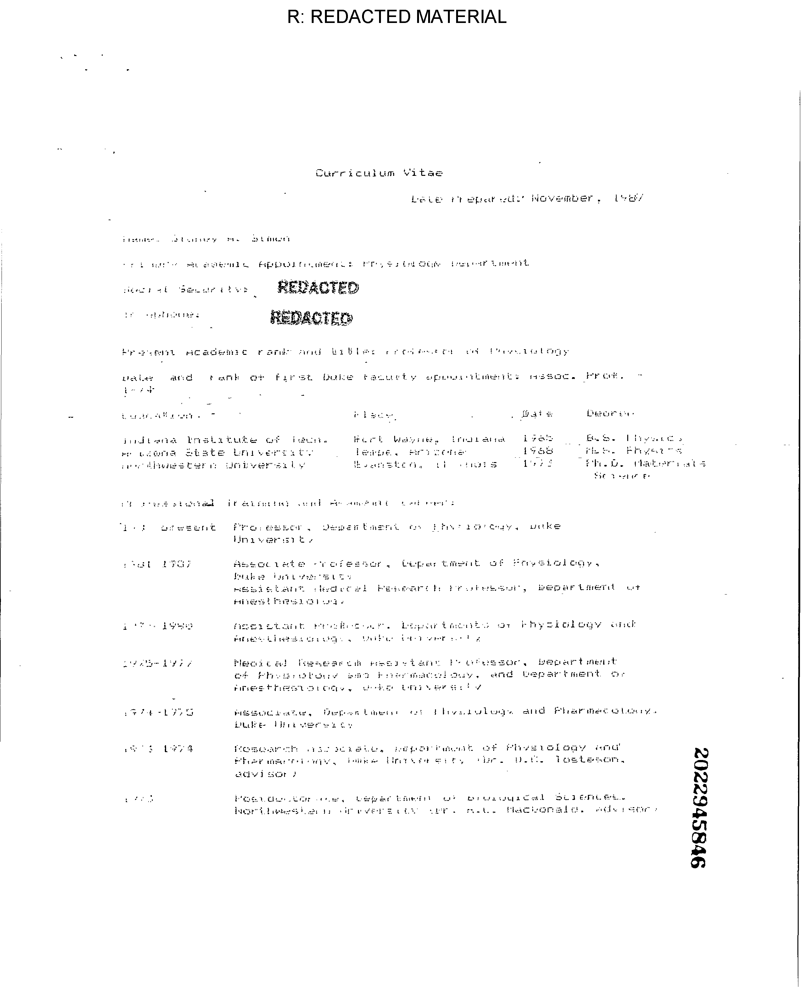 R: REDACTED MATERIAL
Curriculum Vitae
Date Prepared: November, 1987
Name: Sidney A. Simon
Academic Appointment: Physiology Department
Social Security: REDACTED
REDACTED
Present Academic rank and title: Professor of Physiology
Date and rank of first Duke faculty appointment: Assoc. Prof. -
1974
Education: Place Date Degree
Indiana Institute of Tech. Fort Wayne, Indiana 1965 B.S. Physics
Arizona State University Tempe, Arizona 1968 M.S. Physics
Northwestern University Evanston, Illinois 1973 Ph.D. Materials
Science
Professional Training and Academic Career:
present Professor, Department of Physiology, Duke
University
1981-1987 Associate Professor, Department of Physiology,
Duke University
Assistant Medical Research Professor, Department of
Anesthesiology
1980 Assistant Professor, Departments of Physiology and
Anesthesiology, Duke University
1975-1977 Medical Research Assistant Professor, Department
of Physiology and Pharmacology, and Department of
Anesthesiology, Duke University
1974-1975 Associate, Department of Physiology and Pharmacology,
Duke University
1973-1974 Research Associate, Department of Physiology and
Pharmacology, Duke University (Dr. D.C. Tosteson,
advisor)
1973 Postdoctorate, Department of Biological Sciences,
Northwestern University (Dr. R.C. MacDonald, advisor)
2022945846